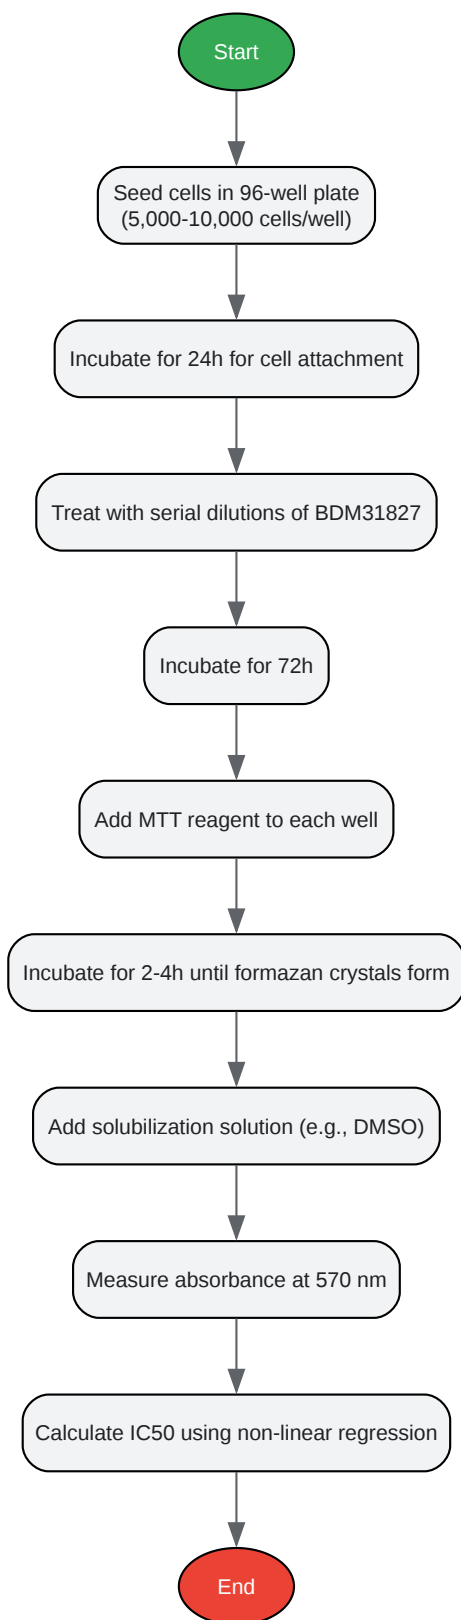 Start
Seed cells in 96-well plate
(5,000-10,000 cells/well)
Incubate for 24h for cell attachment
Treat with serial dilutions of BDM31827
Incubate for 72h
Add MTT reagent to each well
Incubate for 2-4h until formazan crystals form
Add solubilization solution (e.g., DMSO)
Measure absorbance at 570 nm
Calculate IC50 using non-linear regression
End